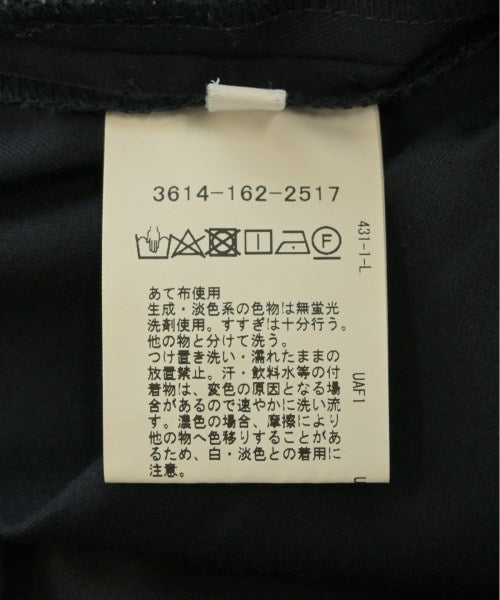 3614-162-2517
F
あて布使用
生成・淡色系の色物は無蛍光
洗剤使用。すすぎは十分行う。
他の物と分けて洗う。
つけ置き洗い・濡れたままの
放置禁止。汗・飲料水等の付
着物は、変色の原因となる場
合があるので速やかに洗い流
す。濃色の場合、摩擦により
他の物へ色移りすることがあ
るため、白・淡色との着用に
注意。
431-1-L
UAF1